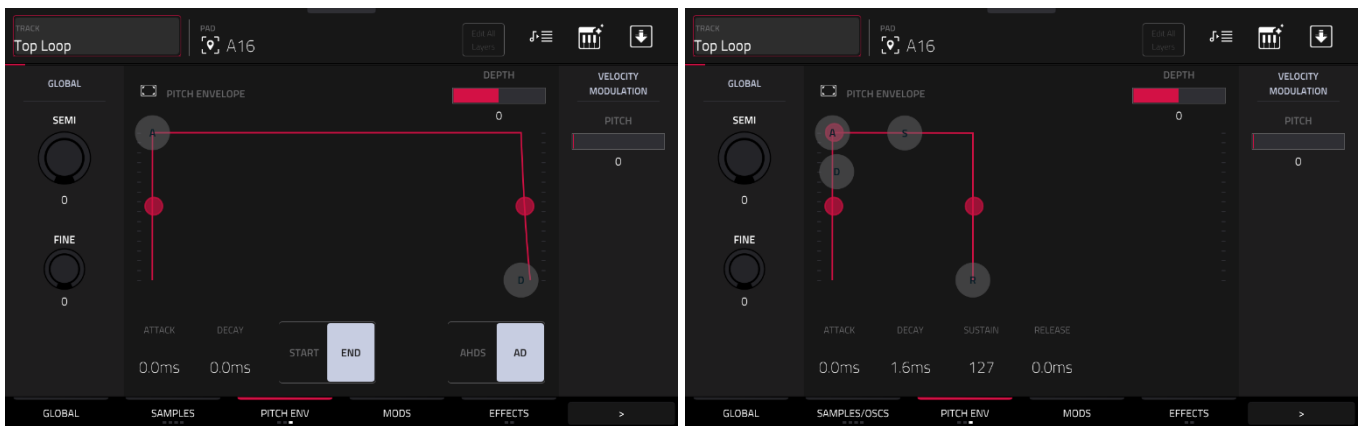 TRACK
Top Loop
PAD
A16
Edit All
Layers
GLOBAL
PITCH ENVELOPE
DEPTH
0
VELOCITY
MODULATION
SEMI
0
PITCH
0
FINE
0
A
D
ATTACK
DECAY
0.0ms
0.0ms
START
END
AHDS
AD
GLOBAL
SAMPLES
PITCH ENV
MODS
EFFECTS
>
TRACK
Top Loop
PAD
A16
Edit All
Layers
GLOBAL
PITCH ENVELOPE
DEPTH
0
VELOCITY
MODULATION
SEMI
0
PITCH
0
FINE
0
A
S
D
R
ATTACK
DECAY
SUSTAIN
RELEASE
0.0ms
1.6ms
127
0.0ms
GLOBAL
SAMPLES/OSCS
PITCH ENV
MODS
EFFECTS
>